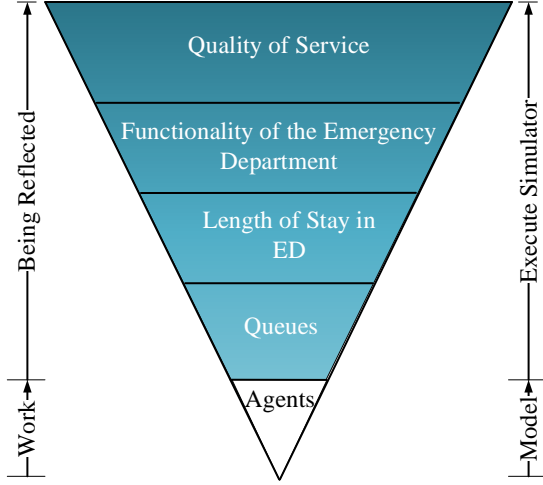 Quality of Service
Functionality of the Emergency
Department
Length of Stay in
ED
Queues
Agents
Being Reflected
Work
Execute Simulator
Model